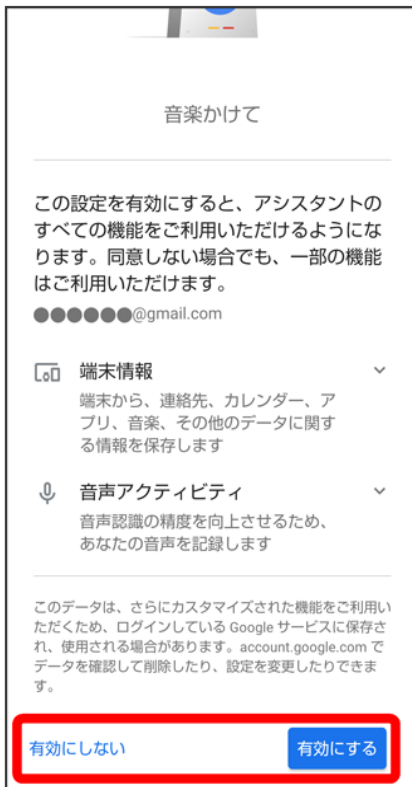 音楽かけて
この設定を有効にすると、アシスタントの
すべての機能をご利用いただけるようにな
ります。同意しない場合でも、一部の機能
はご利用いただけます。
●●●●●●@gmail.com
端末情報
端末から、連絡先、カレンダー、ア
プリ、音楽、その他のデータに関す
る情報を保存します
音声アクティビティ
音声認識の精度を向上させるため、
あなたの音声を記録します
このデータは、さらにカスタマイズされた機能をご利用い
ただくため、ログインしている Google サービスに保存さ
れ、使用される場合があります。account.google.com で
データを確認して削除したり、設定を変更したりできま
す。
有効にしない 有効にする